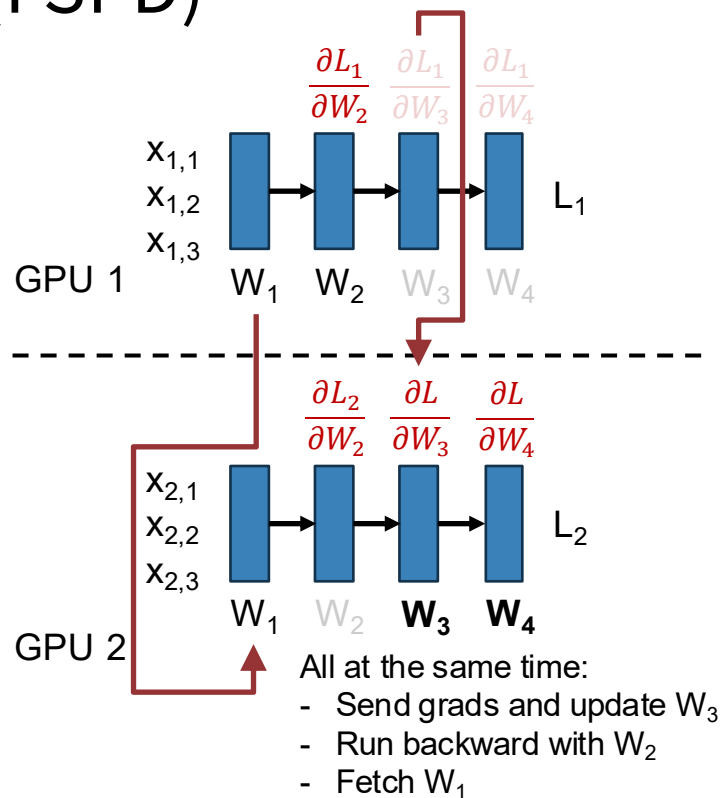 (FSPD)
∂L₁/∂W₂ ∂L₁/∂W₃ ∂L₁/∂W₄
x₁,₁
x₁,₂
x₁,₃
L₁
GPU 1
W₁ W₂ W₃ W₄
∂L₂/∂W₂ ∂L/∂W₃ ∂L/∂W₄
x₂,₁
x₂,₂
x₂,₃
L₂
W₁ W₂ W₃ W₄
GPU 2
All at the same time:
- Send grads and update W₃
- Run backward with W₂
- Fetch W₁